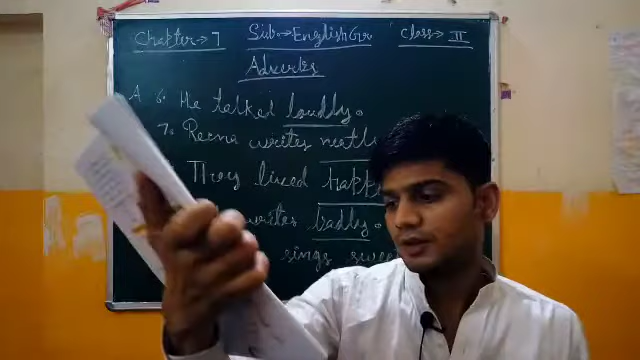 Chapter→7 Sub→English Gr Class→III
Adverbs
A 6. He talked loudly.
7. Reena writes neatl
They lived happ
writes badly.
sings swee